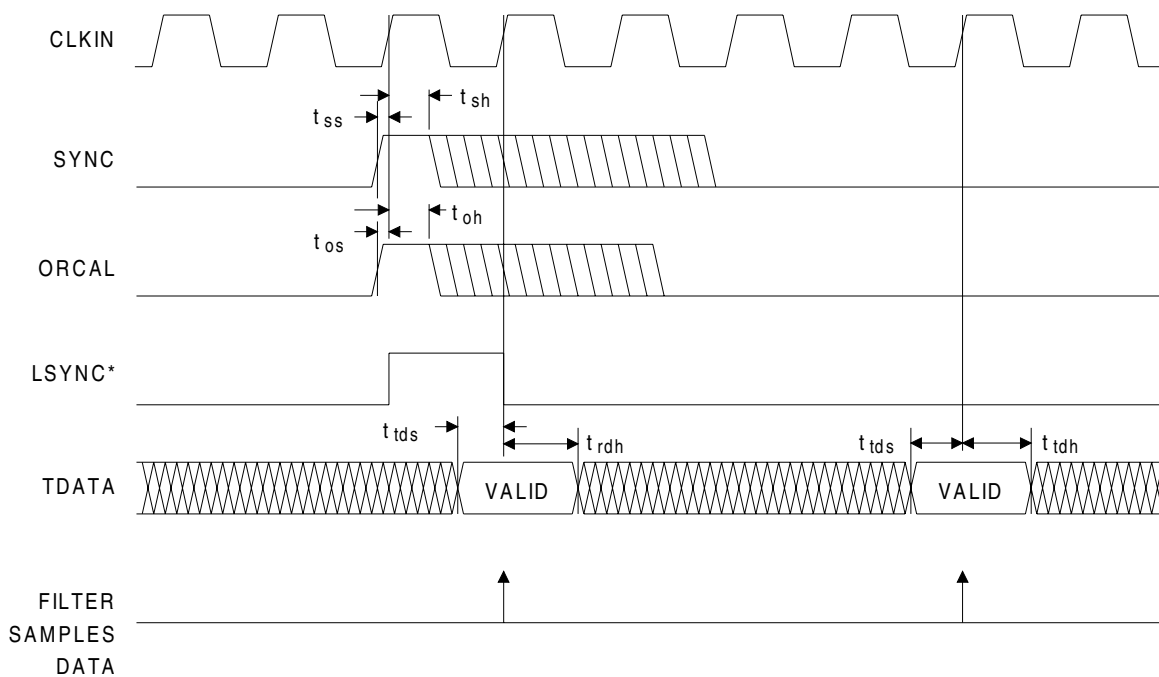 CLKIN
t sh
t ss
SYNC
t oh
t os
ORCAL
LSYNC*
t tds
t rdh
t tds
t tdh
TDATA
VALID
VALID
FILTER
SAMPLES
DATA